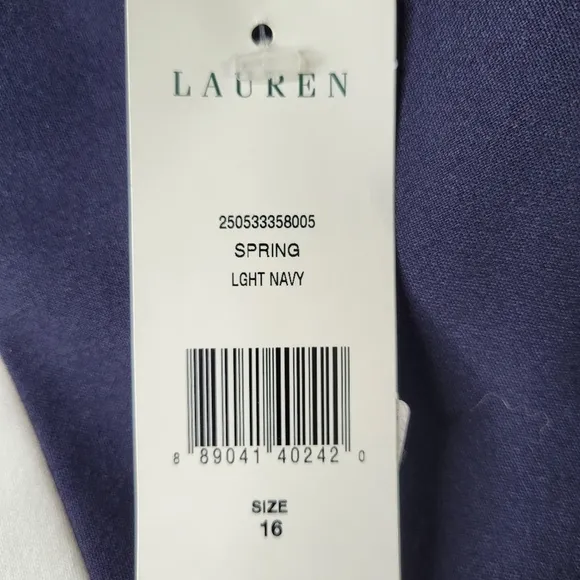 LAUREN
250533358005
SPRING
LGHT NAVY
8 89041 40242 0
SIZE
16